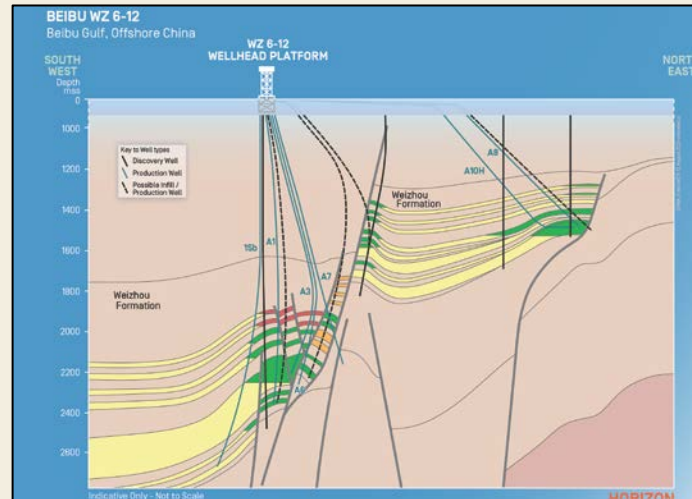 BEIBU WZ 6-12
Beibu Gulf, Offshore China
WZ 6-12
WELLHEAD PLATFORM
SOUTH
WEST
NORT
EAST
Depth
mss
0
1000
1200
1400
1600
1800
2000
2200
2400
2600
Key to Well types
Discovery Well
Production Well
Possible Infill /
Production Well
A8
A10H
Weizhou
Formation
15b
A1
A7
A3
Weizhou
Formation
Indicative Only - Not to Scale
HORIZON